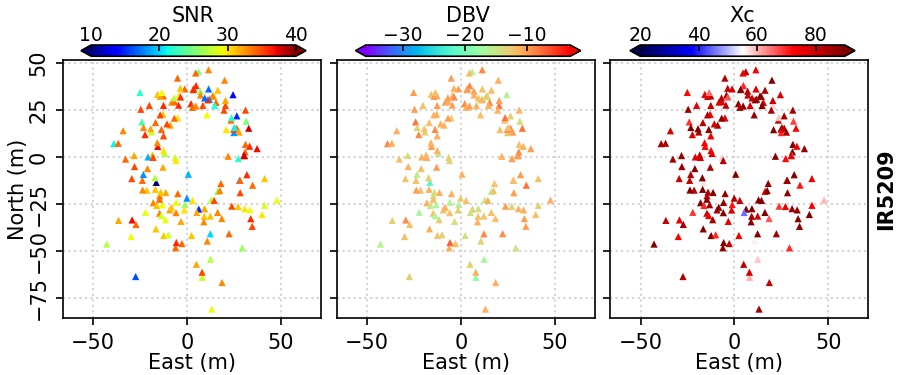 SNR DBV Xc
10 20 30 40 −30 −20 −10 20 40 60 80
50
25
0
−25
−50
−75
North (m)
IR5209
−50 0 50 −50 0 50 −50 0 50
East (m) East (m) East (m)